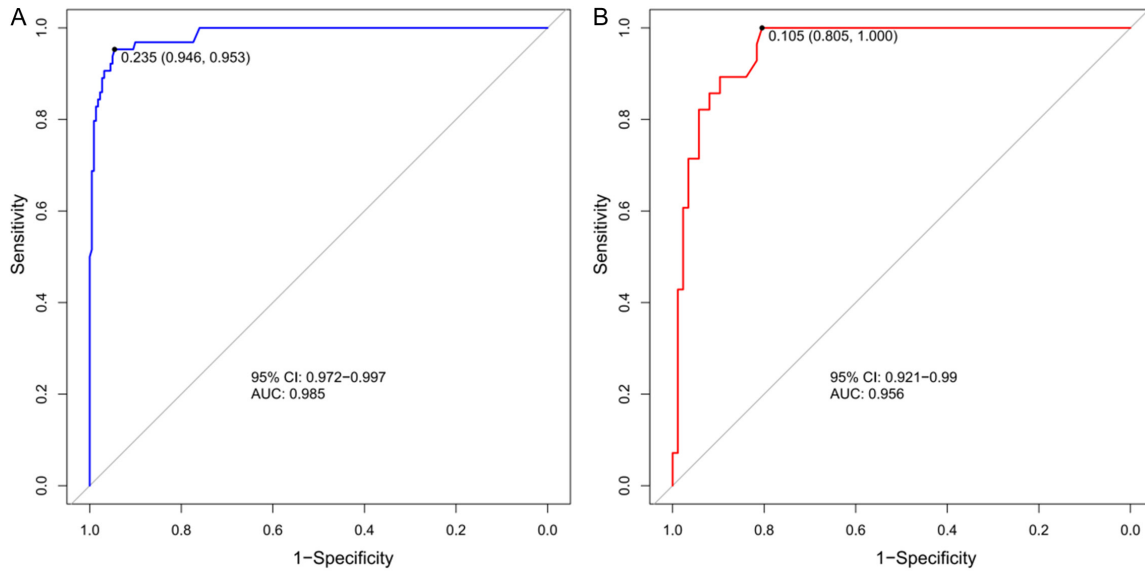 A
1.0
0.8
0.6
0.4
0.2
0.0
Sensitivity
0.235 (0.946, 0.953)
95% CI: 0.972−0.997
AUC: 0.985
1.0 0.8 0.6 0.4 0.2 0.0
1−Specificity
B
1.0
0.8
0.6
0.4
0.2
0.0
Sensitivity
0.105 (0.805, 1.000)
95% CI: 0.921−0.99
AUC: 0.956
1.0 0.8 0.6 0.4 0.2 0.0
1−Specificity